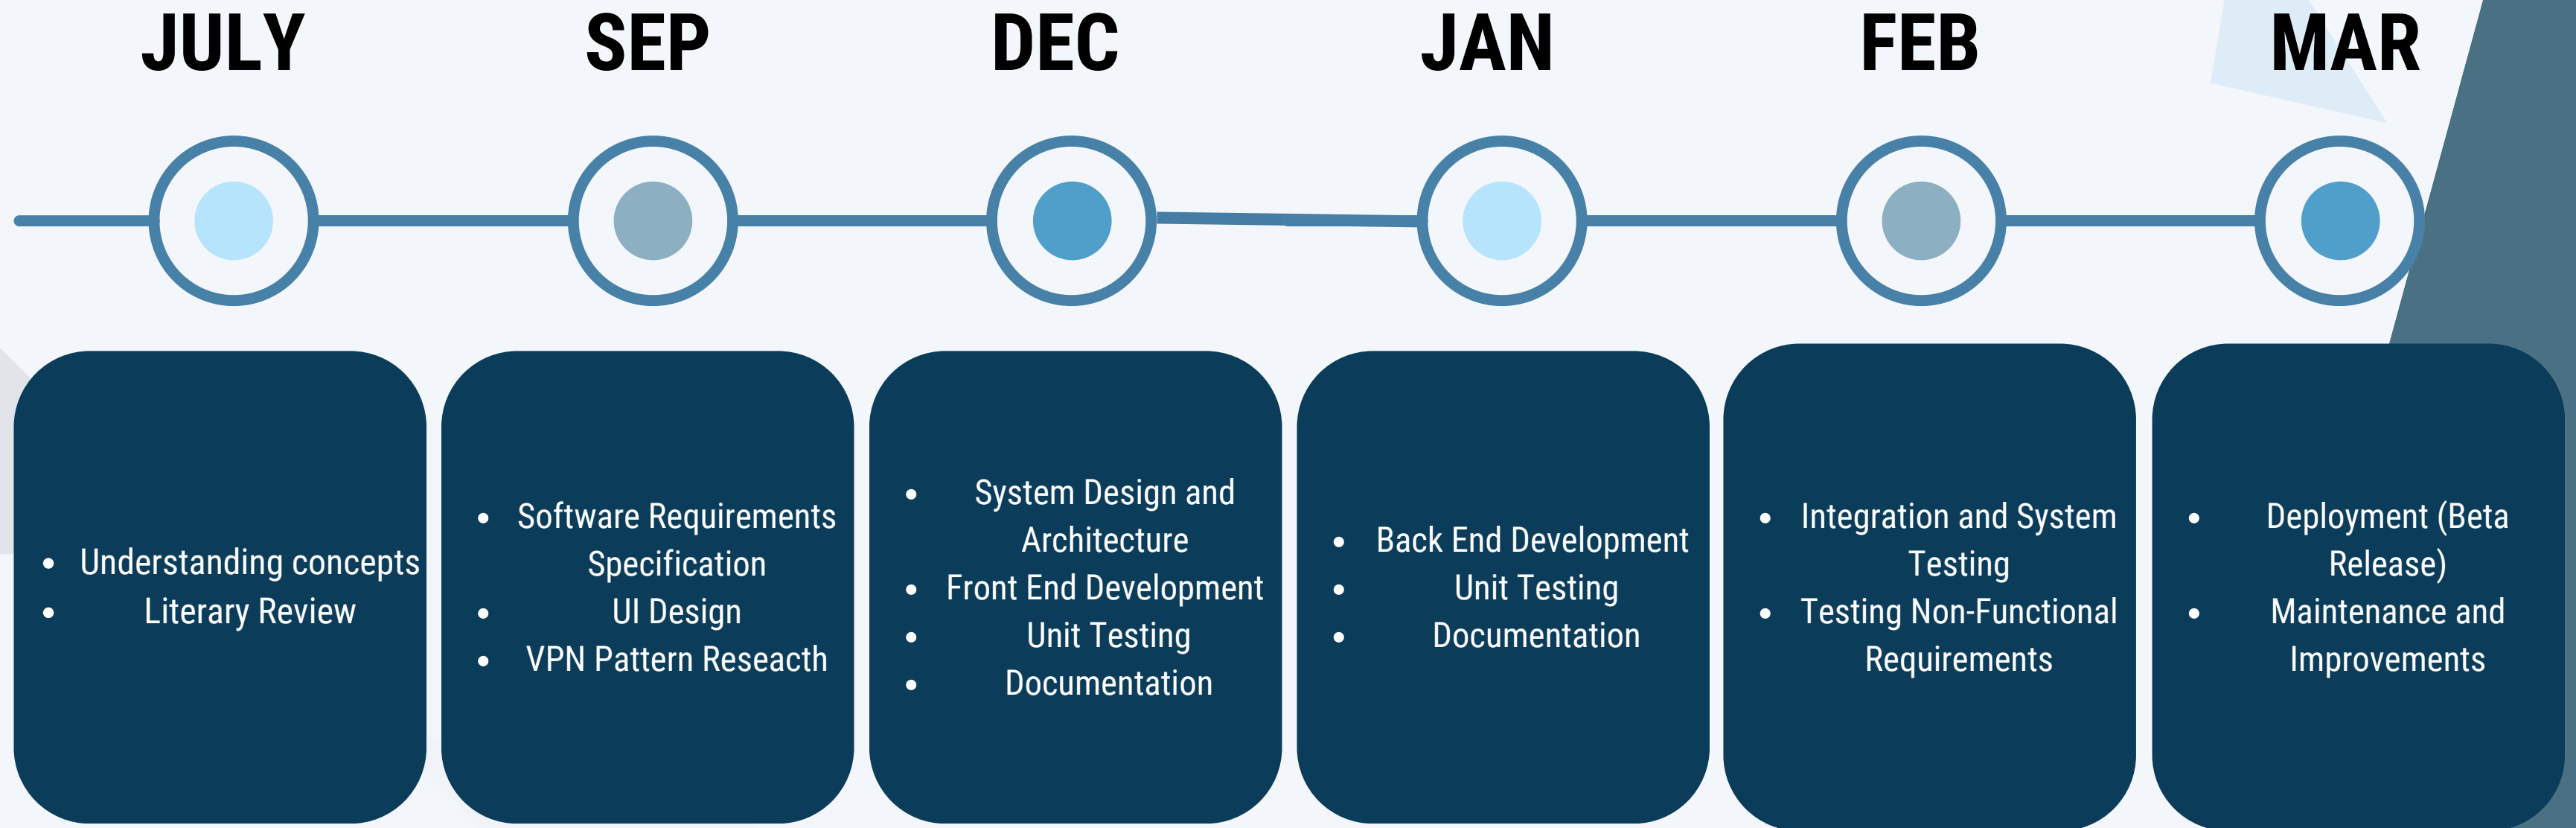 JULY
SEP
DEC
JAN
FEB
MAR
• Understanding concepts
• Literary Review
• Software Requirements
Specification
• UI Design
• VPN Pattern Reseacth
• System Design and
Architecture
• Front End Development
• Unit Testing
• Documentation
• Back End Development
• Unit Testing
• Documentation
• Integration and System
Testing
• Testing Non-Functional
Requirements
• Deployment (Beta
Release)
• Maintenance and
Improvements